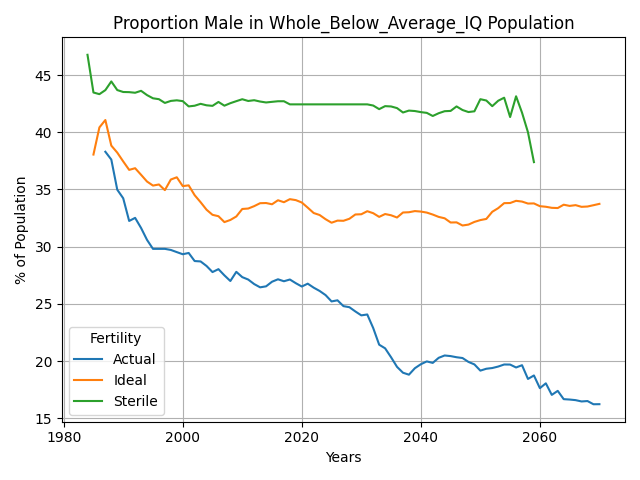 Proportion Male in Whole_Below_Average_IQ Population
% of Population
45
40
35
30
25
20
15
Fertility
Actual
Ideal
Sterile
1980
2000
2020
2040
2060
Years